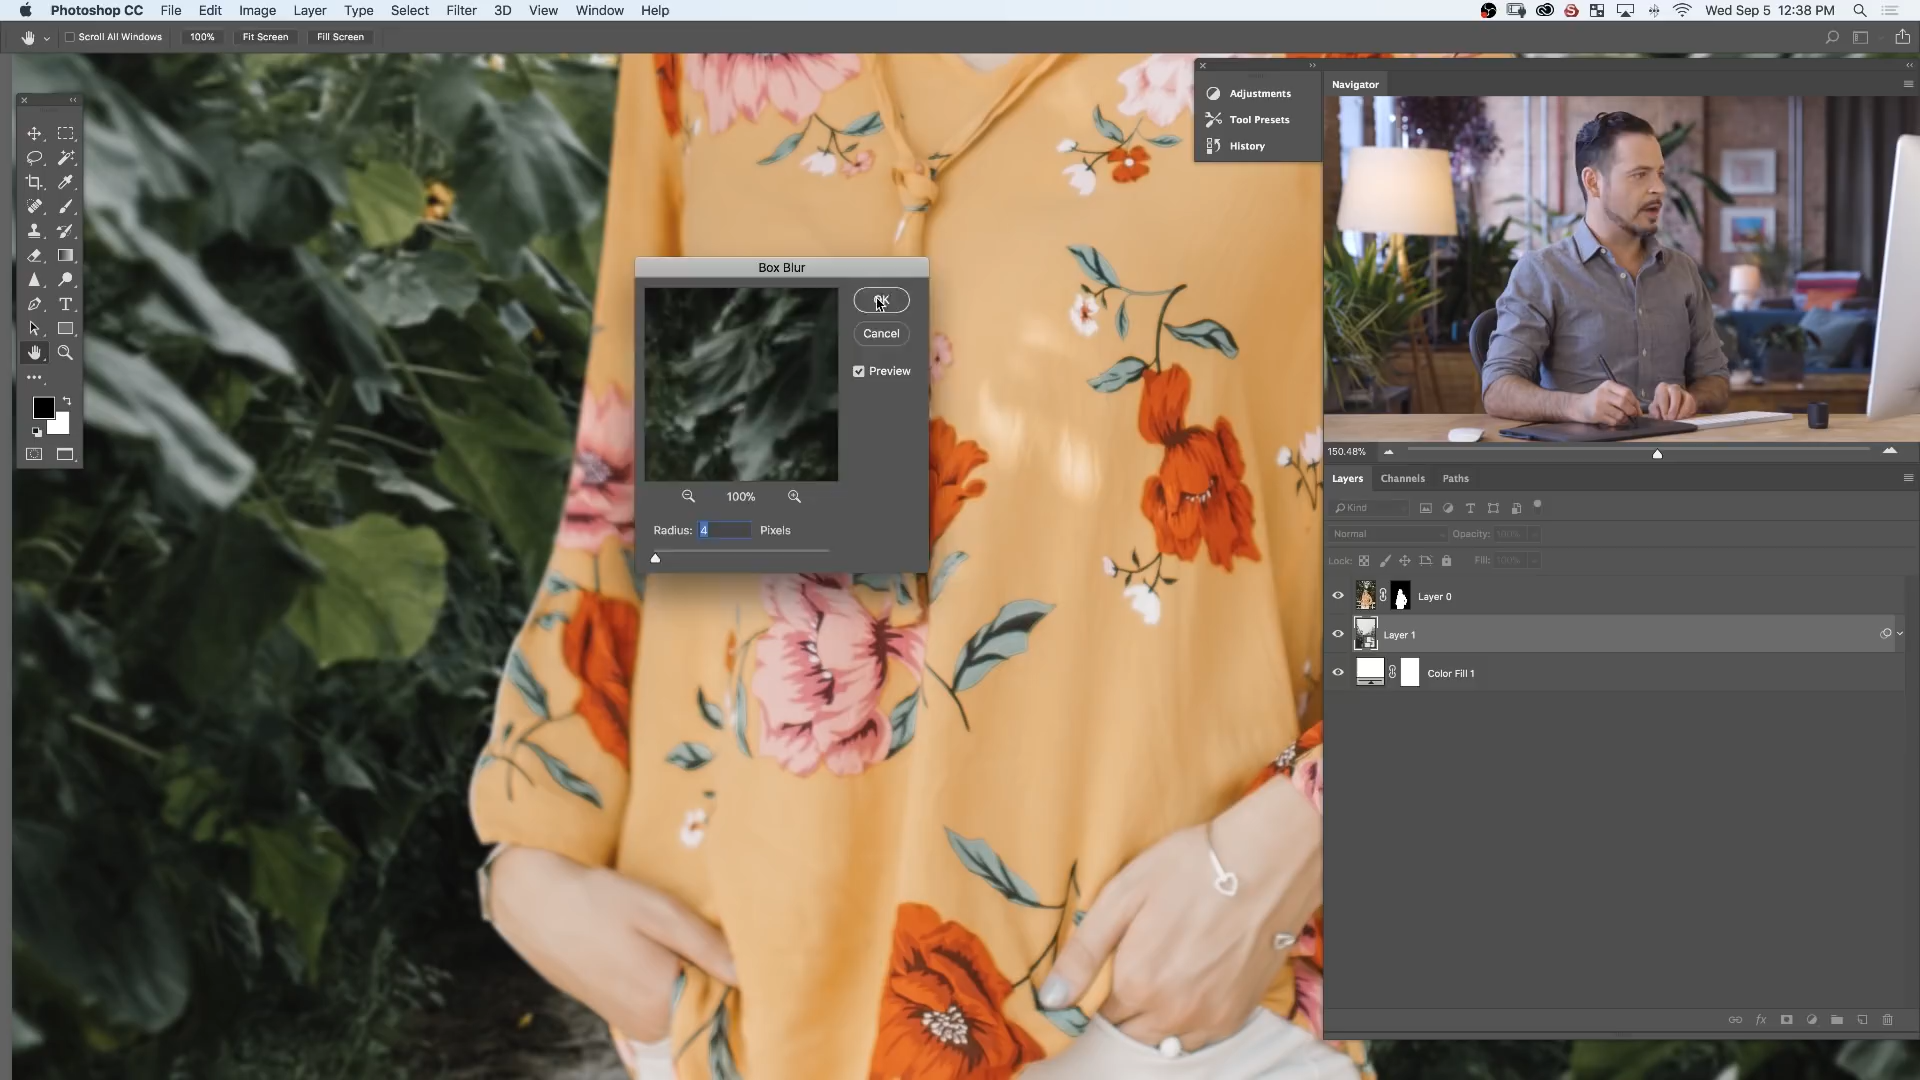 Photoshop CC File Edit Image Layer Type Select Filter 3D View Window Help Wed Sep 5 12:38 PM
Scroll All Windows 100% Fit Screen Fill Screen
Navigator
Adjustments
Tool Presets
History
Box Blur
OK
Cancel
Preview
100%
Radius: 4 Pixels
150.48%
Layers Channels Paths
Kind
Normal Opacity: 100%
Lock: Fill: 100%
Layer 0
Layer 1
Color Fill 1
fx